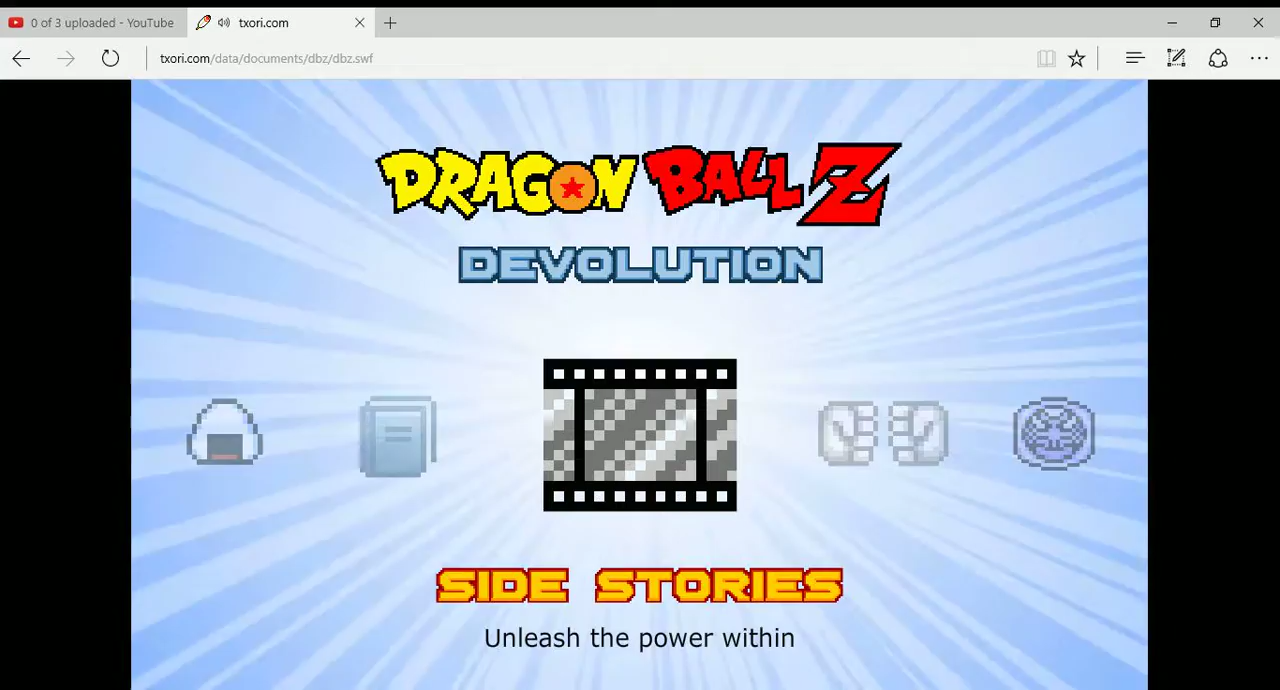 0 of 3 uploaded - YouTube
txori.com
txori.com/data/documents/dbz/dbz.swf
DRAGON BALL Z
DEVOLUTION
SIDE STORIES
Unleash the power within